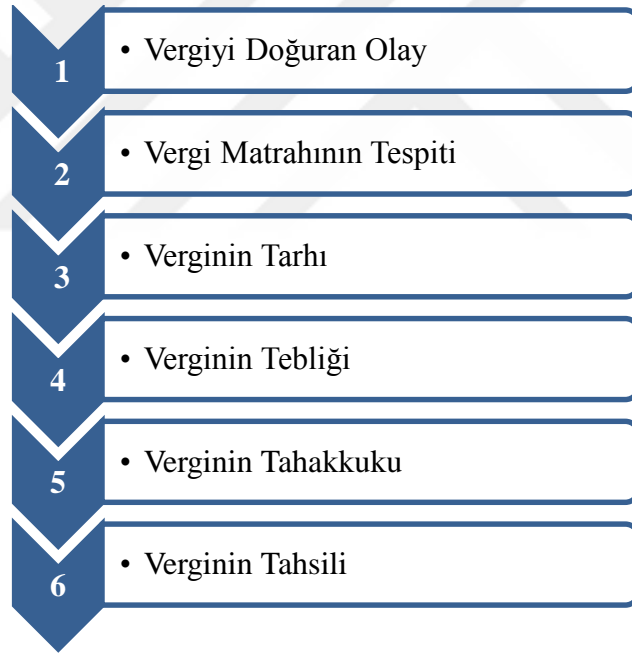 1 • Vergiyi Doğuran Olay
2 • Vergi Matrahının Tespiti
3 • Verginin Tarhı
4 • Verginin Tebliği
5 • Verginin Tahakkuku
6 • Verginin Tahsili